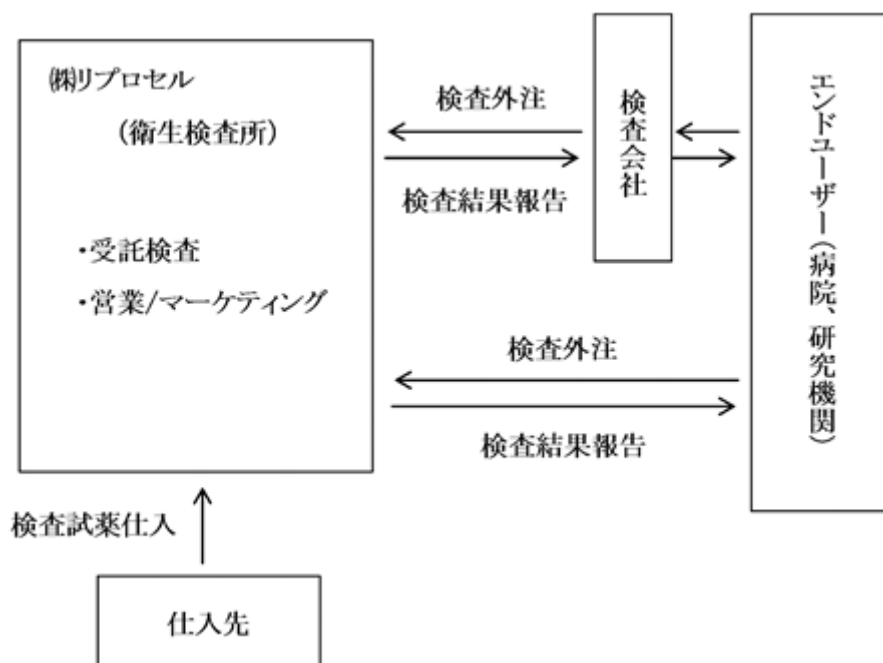 ㈱リプロセル
(衛生検査所)
・受託検査
・営業/マーケティング
検査外注
検査結果報告
検査会社
エンドユーザー(病院、研究機関)
検査外注
検査結果報告
検査試薬仕入
仕入先